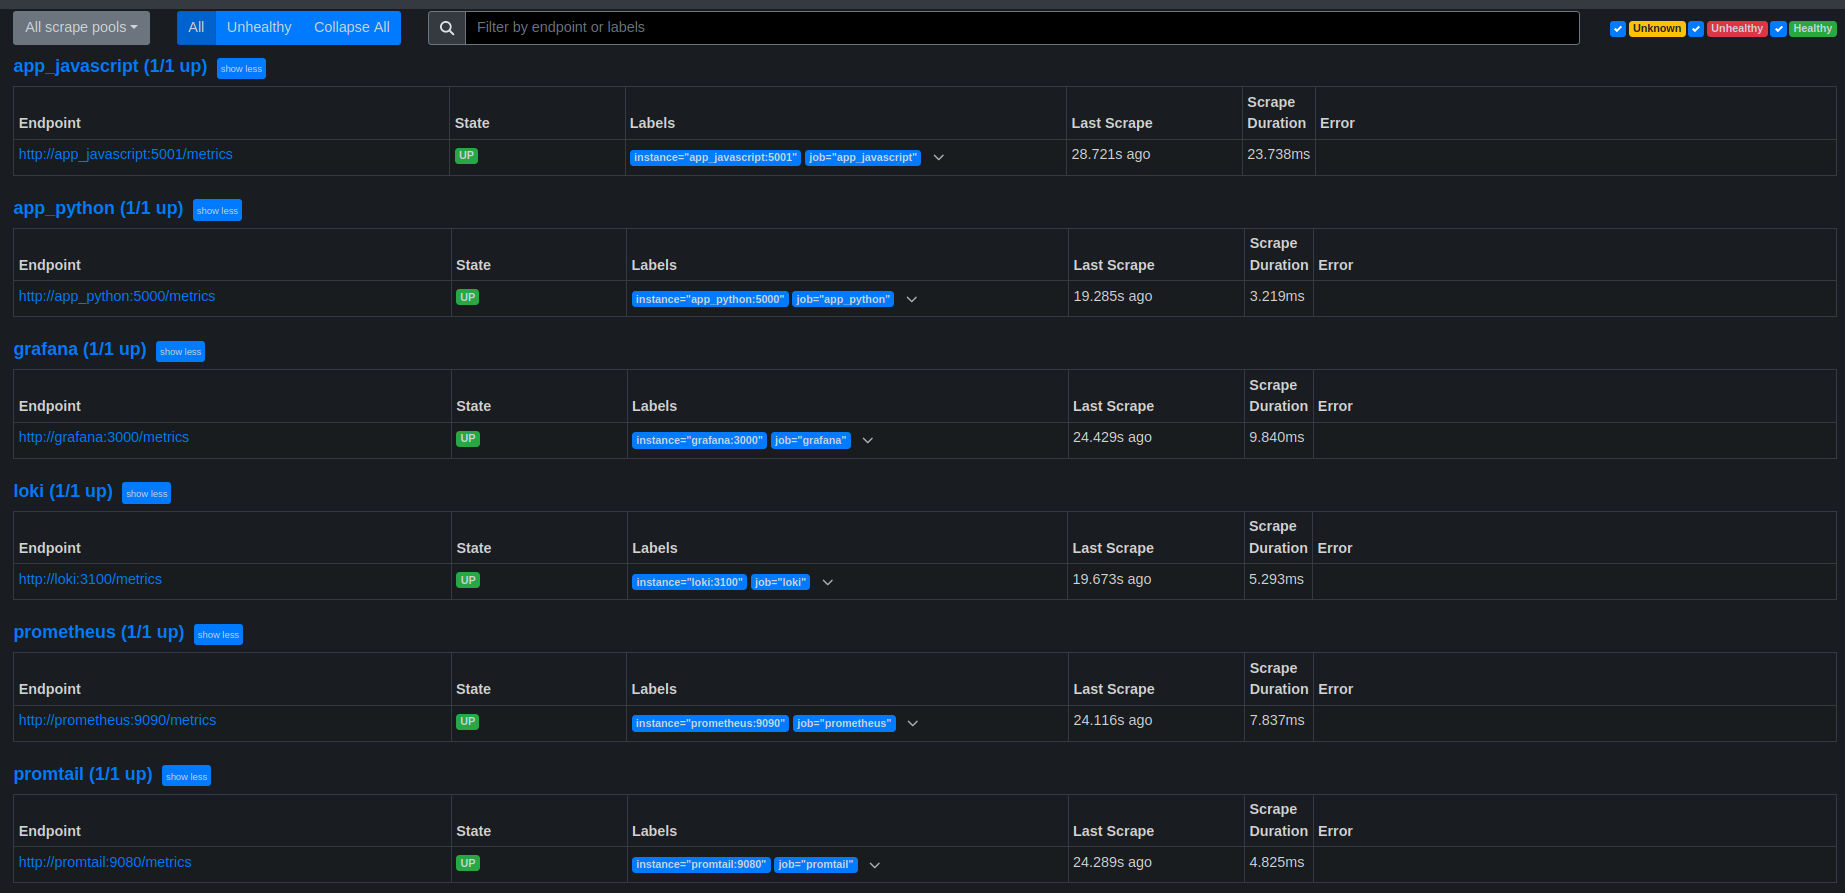 All scrape pools All Unhealthy Collapse All Filter by endpoint or labels Unknown Unhealthy Healthy
app_javascript (1/1 up) show less
Endpoint State Labels Last Scrape Scrape Duration Error
http://app_javascript:5001/metrics UP instance="app_javascript:5001" job="app_javascript" 28.721s ago 23.738ms
app_python (1/1 up) show less
Endpoint State Labels Last Scrape Scrape Duration Error
http://app_python:5000/metrics UP instance="app_python:5000" job="app_python" 19.285s ago 3.219ms
grafana (1/1 up) show less
Endpoint State Labels Last Scrape Scrape Duration Error
http://grafana:3000/metrics UP instance="grafana:3000" job="grafana" 24.429s ago 9.840ms
loki (1/1 up) show less
Endpoint State Labels Last Scrape Scrape Duration Error
http://loki:3100/metrics UP instance="loki:3100" job="loki" 19.673s ago 5.293ms
prometheus (1/1 up) show less
Endpoint State Labels Last Scrape Scrape Duration Error
http://prometheus:9090/metrics UP instance="prometheus:9090" job="prometheus" 24.116s ago 7.837ms
promtail (1/1 up) show less
Endpoint State Labels Last Scrape Scrape Duration Error
http://promtail:9080/metrics UP instance="promtail:9080" job="promtail" 24.289s ago 4.825ms